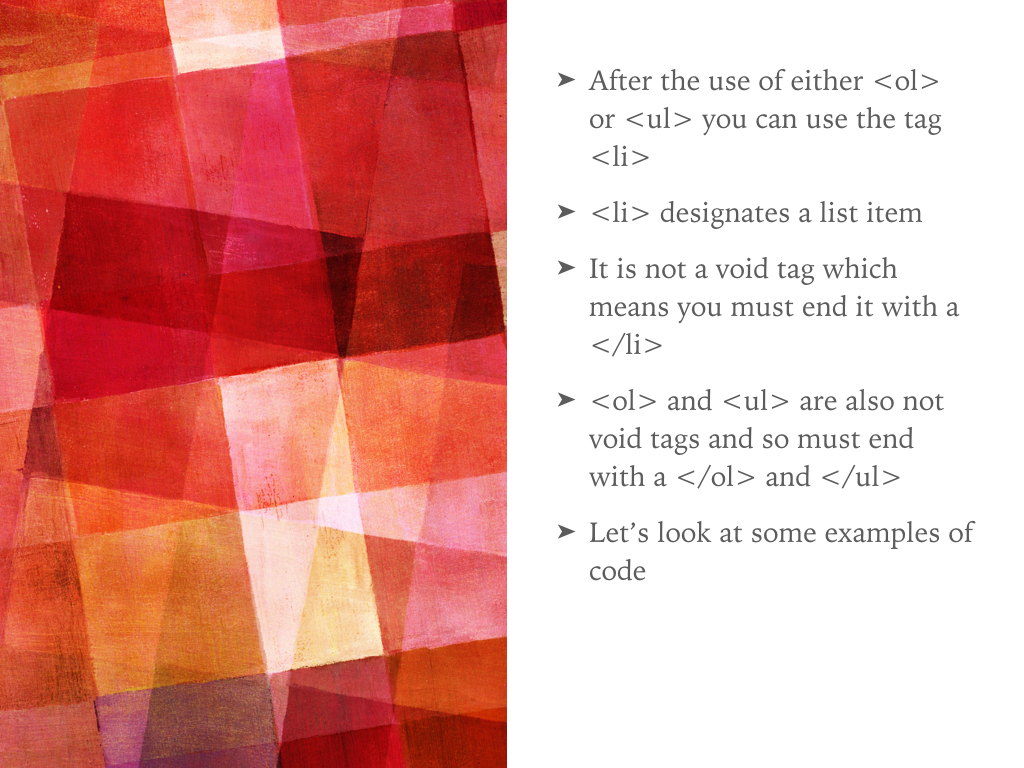 ➤ After the use of either <ol>
or <ul> you can use the tag
<li>
➤ <li> designates a list item
➤ It is not a void tag which
means you must end it with a
</li>
➤ <ol> and <ul> are also not
void tags and so must end
with a </ol> and </ul>
➤ Let’s look at some examples of
code